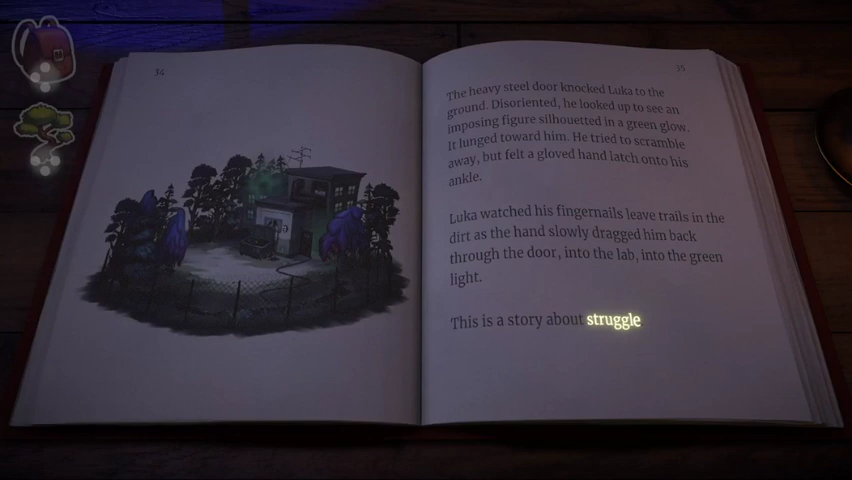 34
35
The heavy steel door knocked Luka to the
ground. Disoriented, he looked up to see an
imposing figure silhouetted in a green glow.
It lunged toward him. He tried to scramble
away, but felt a gloved hand latch onto his
ankle.
Luka watched his fingernails leave trails in the
dirt as the hand slowly dragged him back
through the door, into the lab, into the green
light.
This is a story about struggle